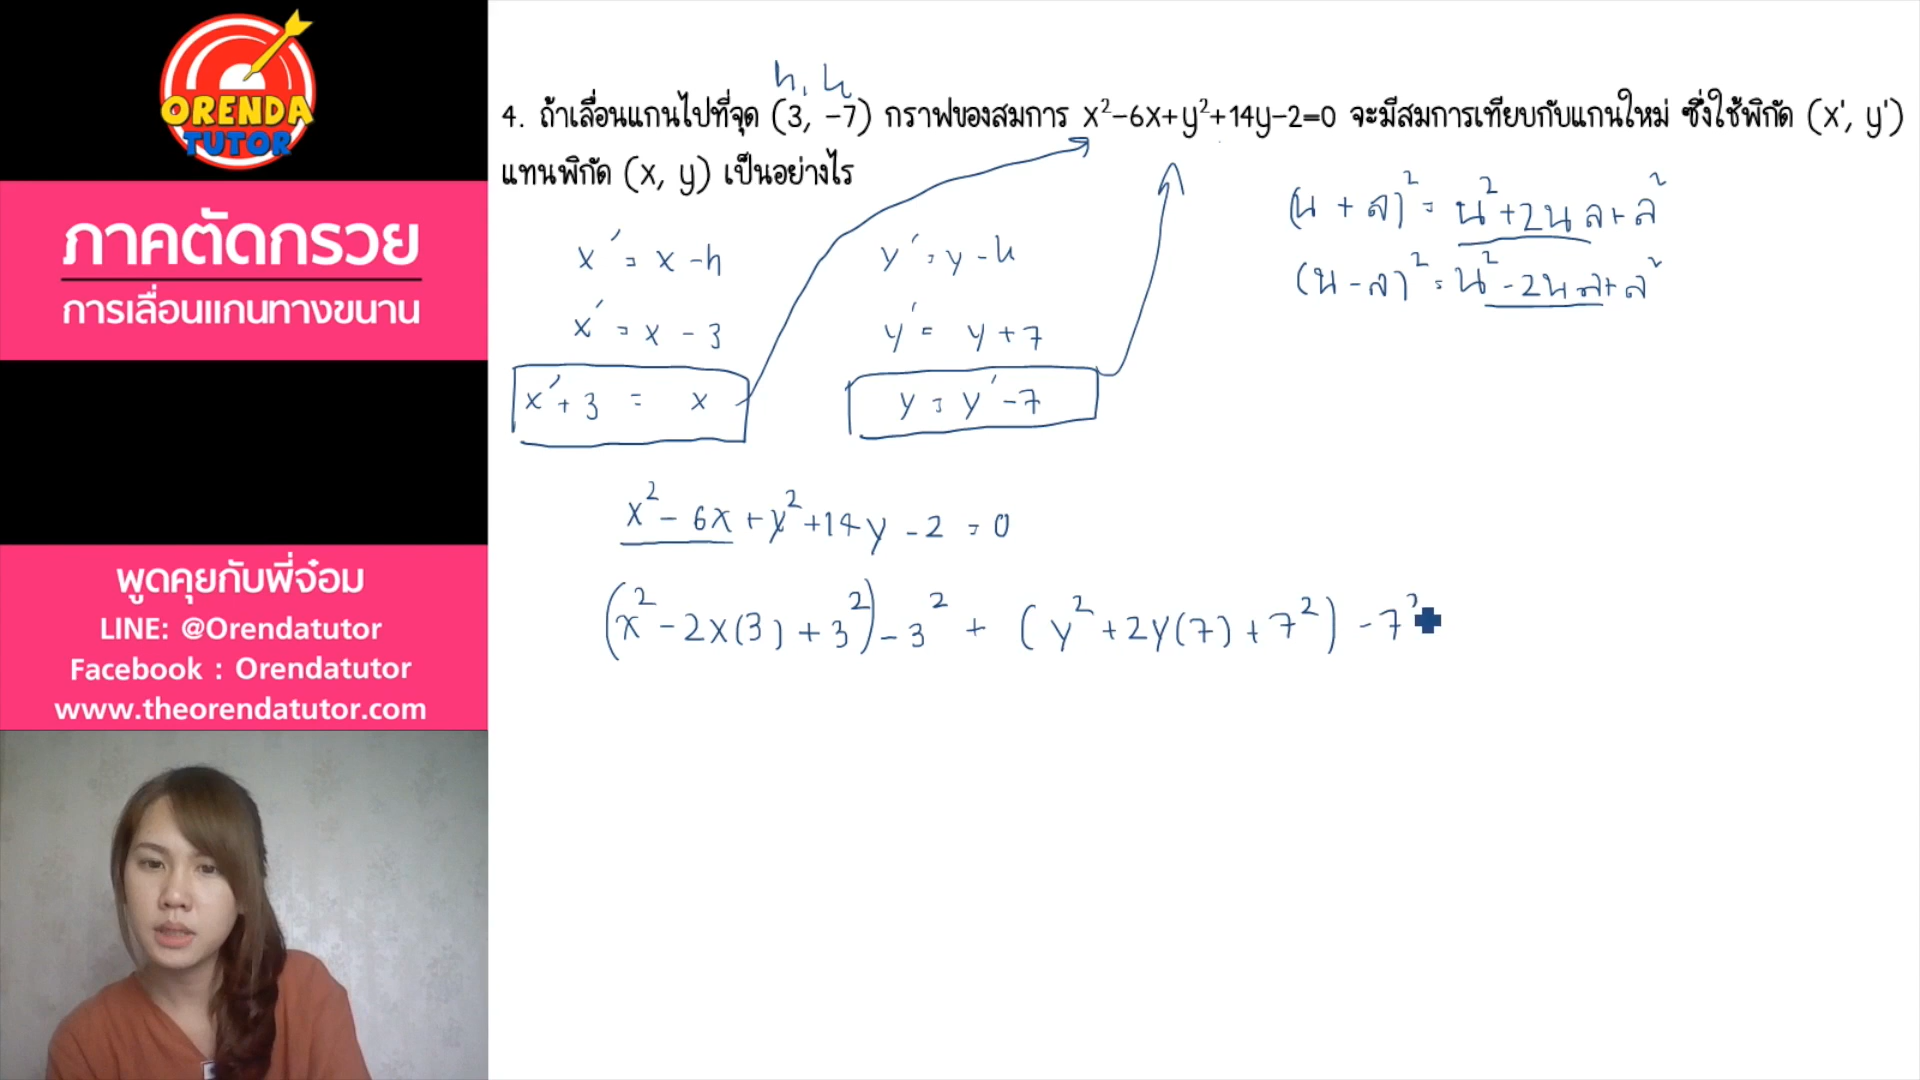 ORENDA
TUTOR
ภาคตัดกรวย
การเลื่อนแกนทางขนาน
พูดคุยกับพี่จ๋อม
LINE: @Orendatutor
Facebook : Orendatutor
www.theorendatutor.com
h, k
4. ถ้าเลื่อนแกนไปที่จุด (3, -7) กราฟของสมการ x²-6x+y²+14y-2=0 จะมีสมการเทียบกับแกนใหม่ ซึ่งใช้พิกัด (x', y')
แทนพิกัด (x, y) เป็นอย่างไร
(น + ล)² = น² + 2นล + ล²
(น - ล)² = น² - 2นล + ล²
x' = x - h
y' = y - k
x' = x - 3
y' = y + 7
x' + 3 = x
y = y' - 7
x² - 6x + y² + 14y - 2 = 0
(x² - 2x(3) + 3²) - 3² + (y² + 2y(7) + 7²) - 7²